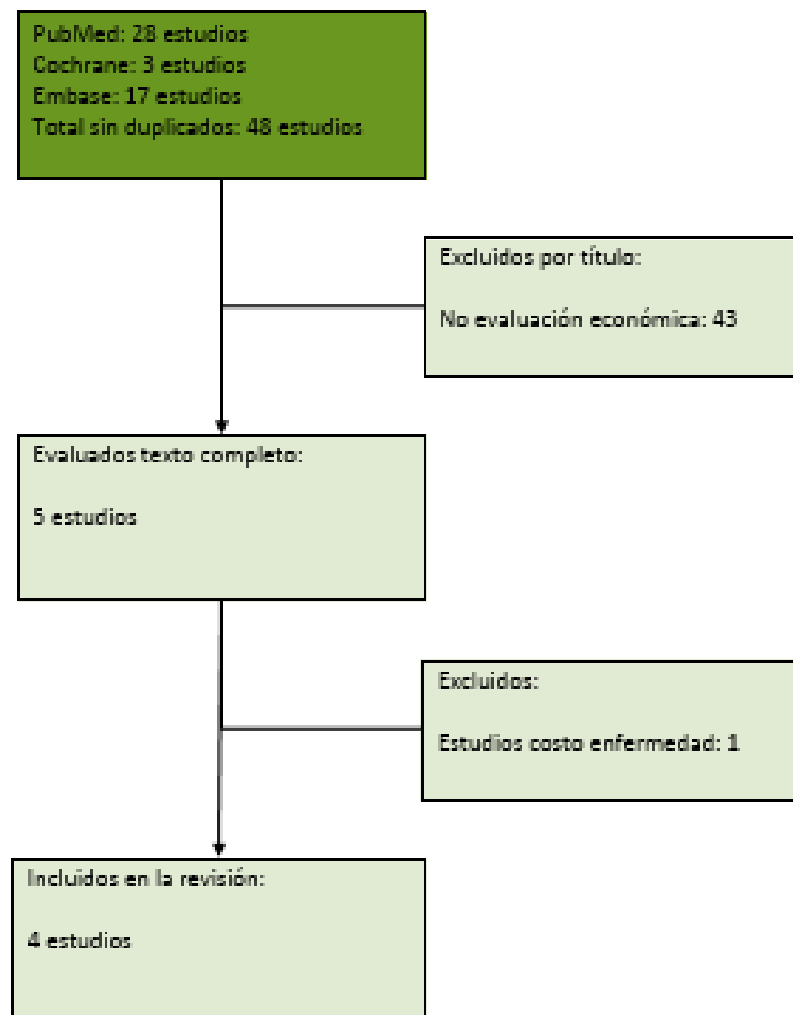 PubMed: 28 estudios
Cochrane: 3 estudios
Embase: 17 estudios
Total sin duplicados: 48 estudios
Excluidos por título:
No evaluación económica: 43
Evaluados texto completo:
5 estudios
Excluidos:
Estudios costo enfermedad: 1
Incluidos en la revisión:
4 estudios